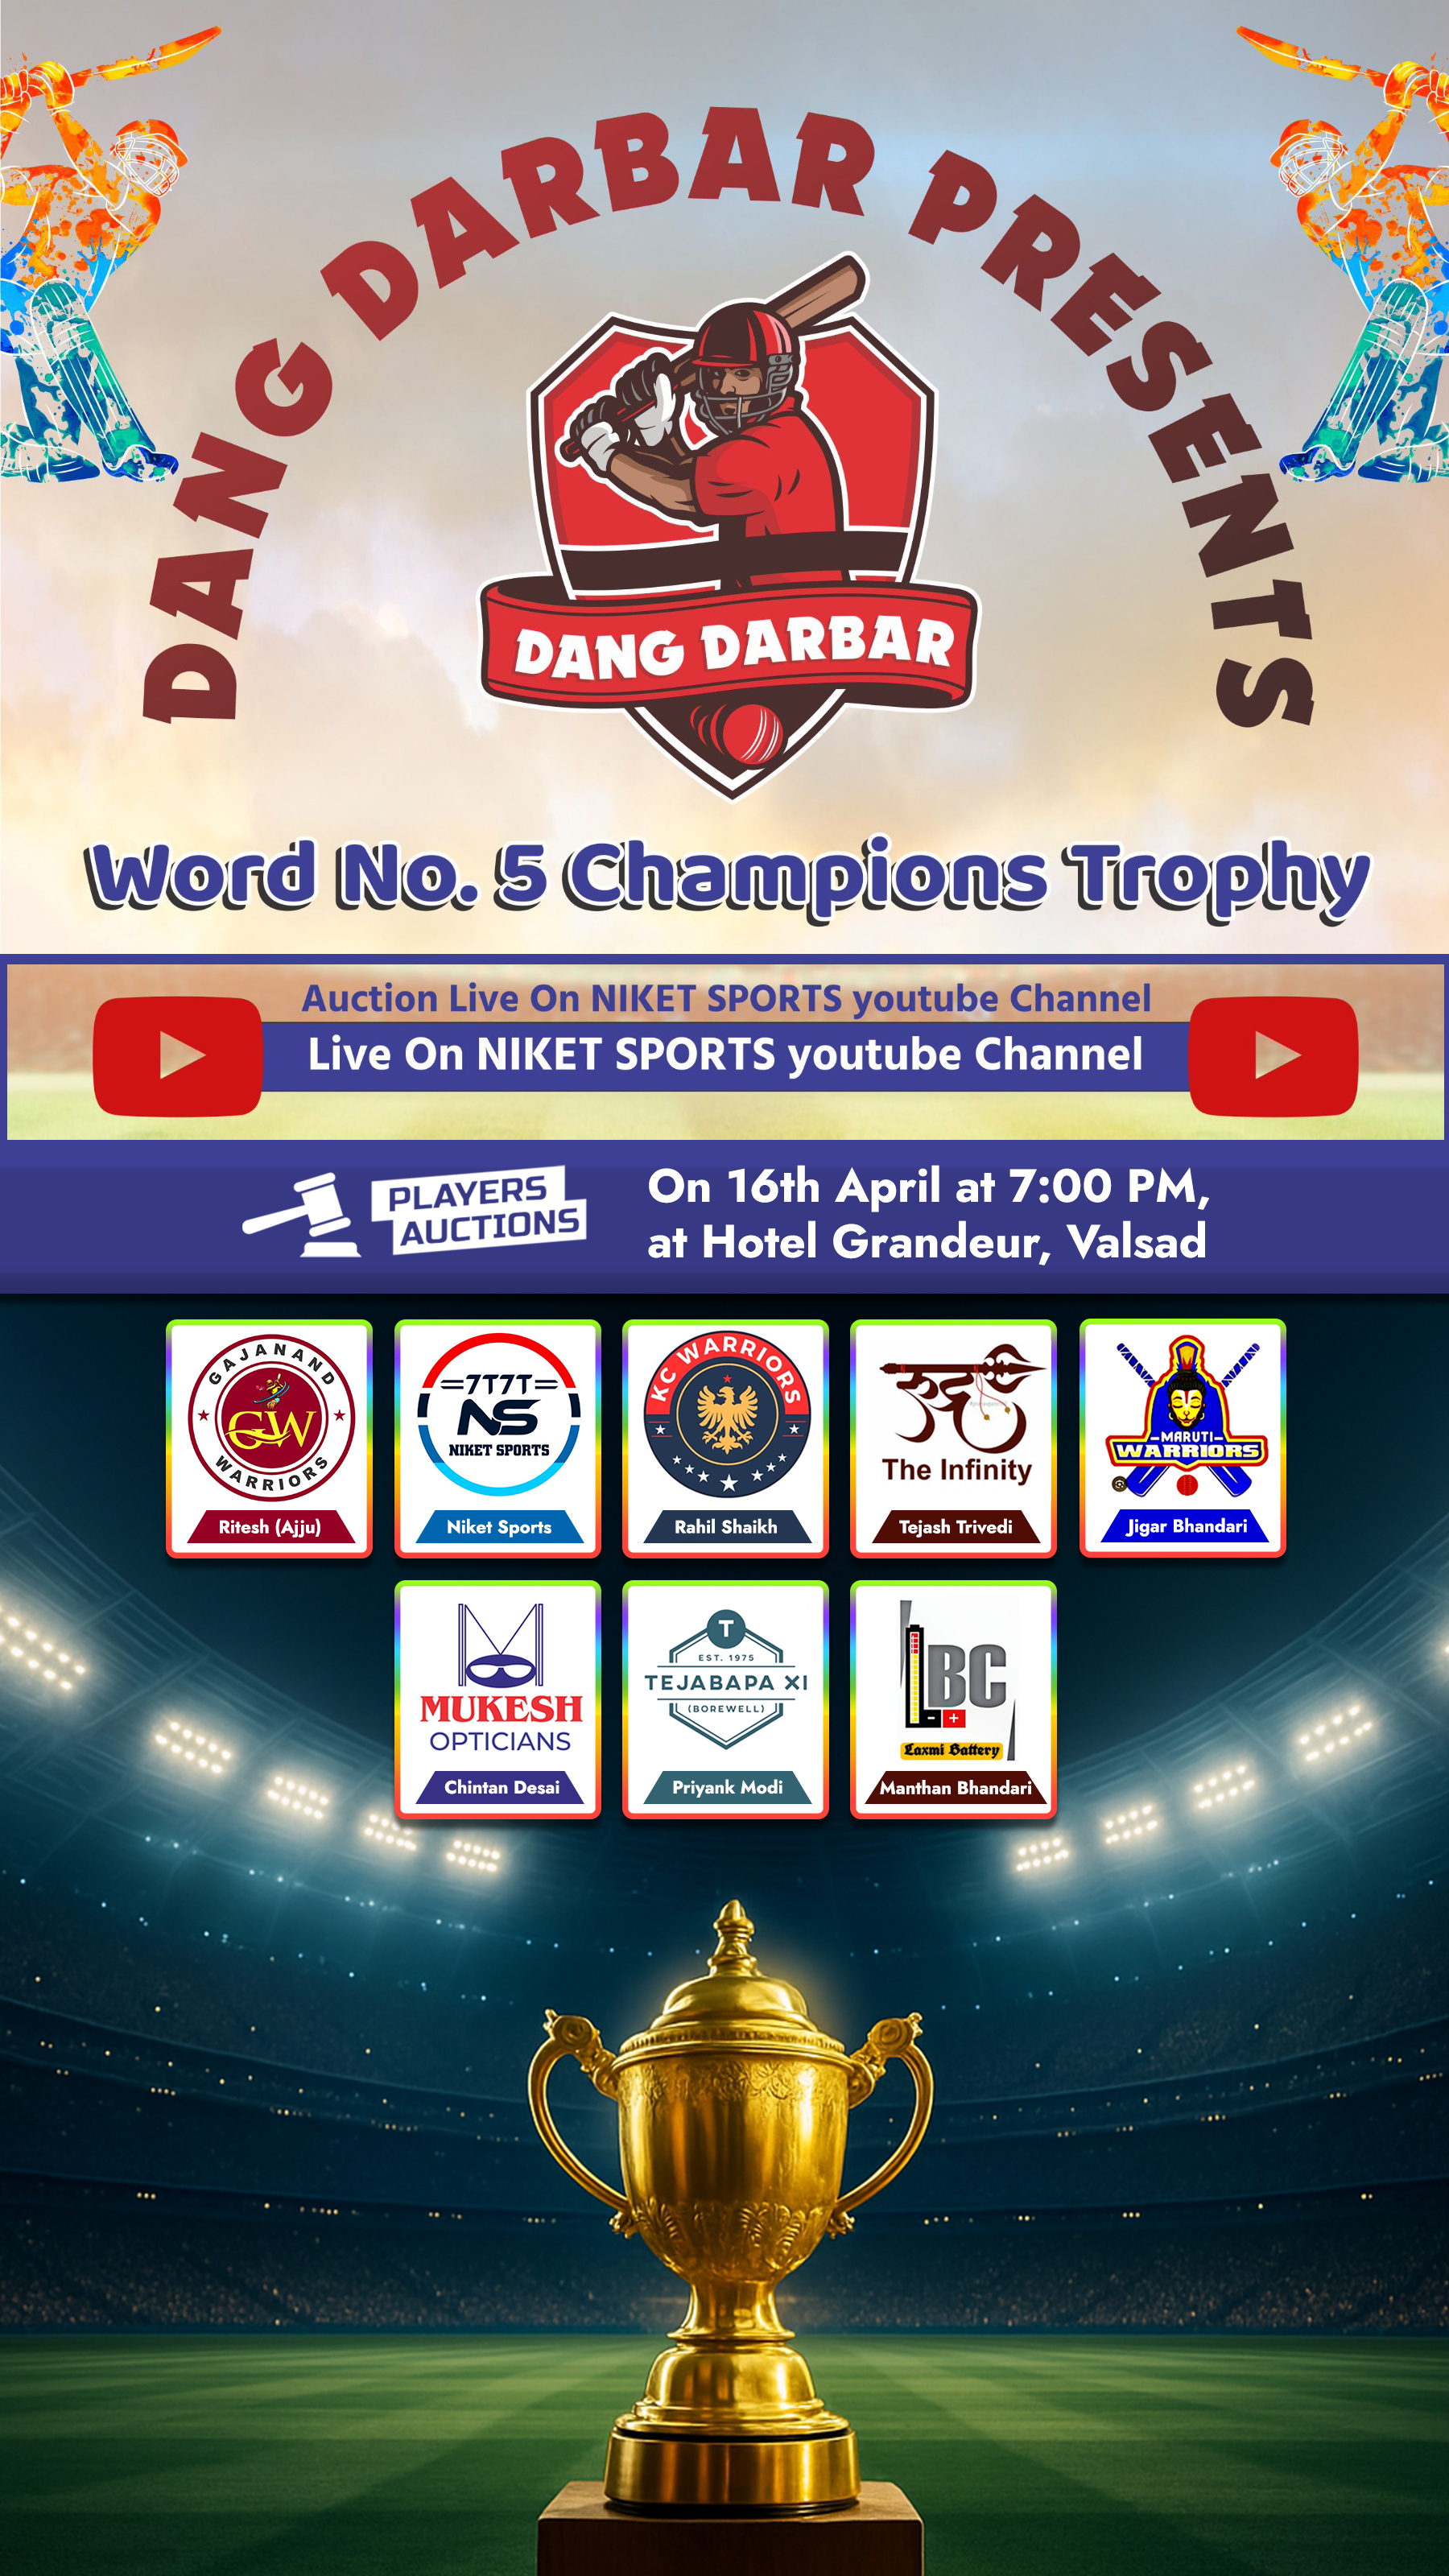 DANG DARBAR PRESENTS
DANG DARBAR
Word No. 5 Champions Trophy
Auction Live On NIKET SPORTS youtube Channel
Live On NIKET SPORTS youtube Channel
PLAYERS
AUCTIONS
On 16th April at 7:00 PM,
at Hotel Grandeur, Valsad
GAJANAND
GW
WARRIORS
Ritesh (Ajju)
7T7T
NS
NIKET SPORTS
Niket Sports
KC WARRIORS
Rahil Shaikh
रुद्र
The Infinity
Tejash Trivedi
MARUTI
WARRIORS
Jigar Bhandari
MUKESH
OPTICIANS
Chintan Desai
T
EST. 1975
TEJABAPA XI
(BOREWELL)
Priyank Modi
LBC
- +
Laxmi Battery
Manthan Bhandari